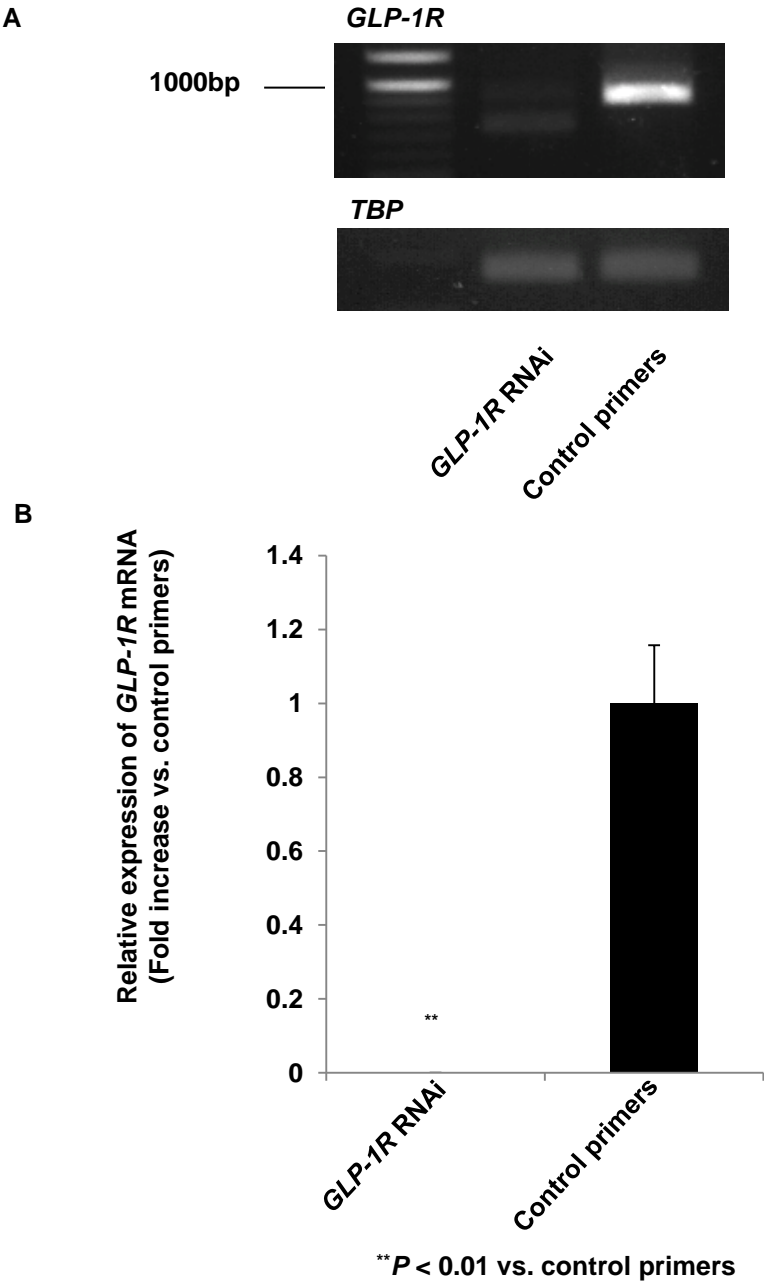 A
GLP-1R
1000bp
TBP
GLP-1R RNAi
Control primers
B
Relative expression of GLP-1R mRNA
(Fold increase vs. control primers)
1.4
1.2
1
0.8
0.6
0.4
0.2
0
**
GLP-1R RNAi
Control primers
**P < 0.01 vs. control primers